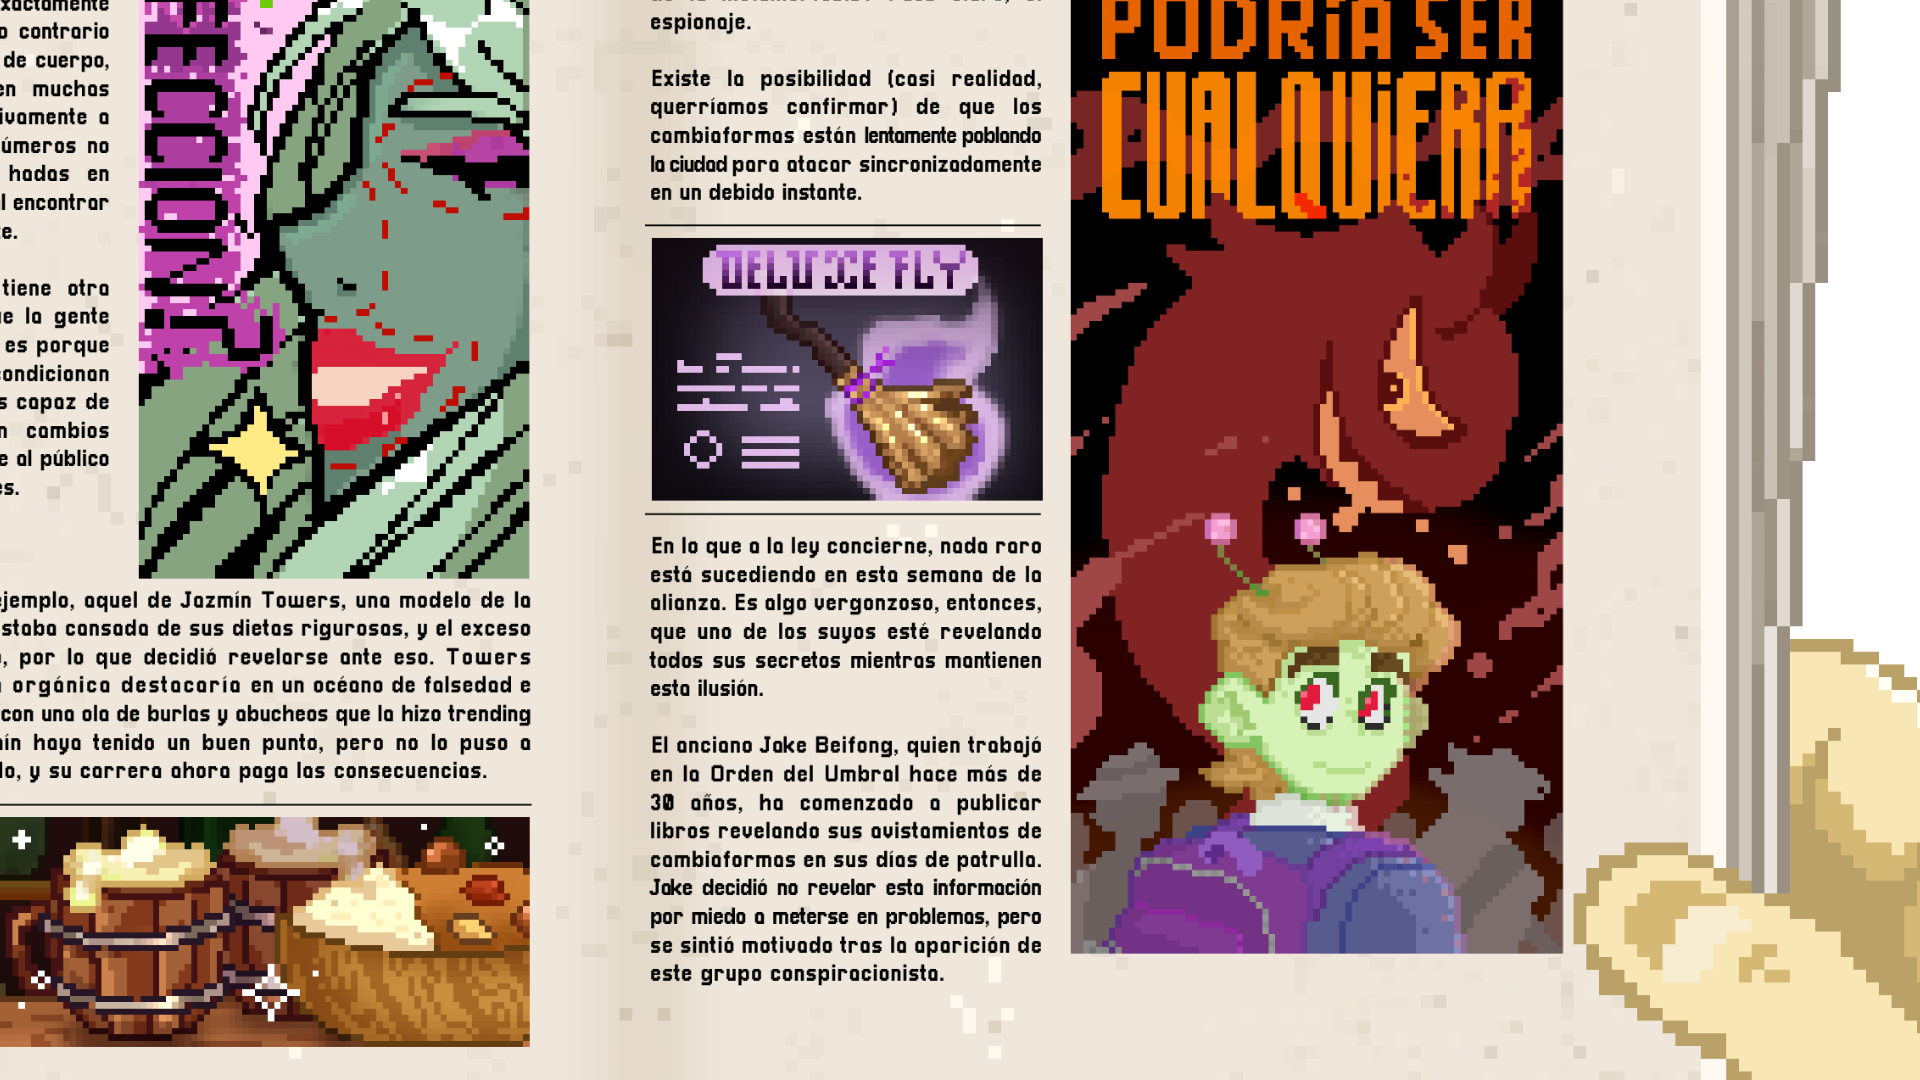 xactamente
o contrario
de cuerpo,
en muchas
ivamente a
úmeros no
hadas en
l encontrar
te.
tiene otra
ue la gente
es porque
condicionan
s capaz de
n cambios
e al público
es.
ECCIÓN?
ejemplo, aquel de Jazmín Towers, una modelo de la
staba cansada de sus dietas rigurosas, y el exceso
, por lo que decidió revelarse ante eso. Towers
orgánica destacaría en un océano de falsedad e
con una ola de burlas y abucheos que la hizo trending
ín haya tenido un buen punto, pero no lo puso a
lo, y su carrera ahora paga las consecuencias.
espionaje.
Existe la posibilidad (casi realidad,
querríamos confirmar) de que los
cambiaformas están lentamente poblando
la ciudad para atacar sincronizadamente
en un debido instante.
DELUXE FLY
En lo que a la ley concierne, nada raro
está sucediendo en esta semana de la
alianza. Es algo vergonzoso, entonces,
que uno de los suyos esté revelando
todos sus secretos mientras mantienen
esta ilusión.
El anciano Jake Beifong, quien trabajó
en la Orden del Umbral hace más de
30 años, ha comenzado a publicar
libros revelando sus avistamientos de
cambiaformas en sus días de patrulla.
Jake decidió no revelar esta información
por miedo a meterse en problemas, pero
se sintió motivado tras la aparición de
este grupo conspiracionista.
PODRíA SER
CUALQUiERA